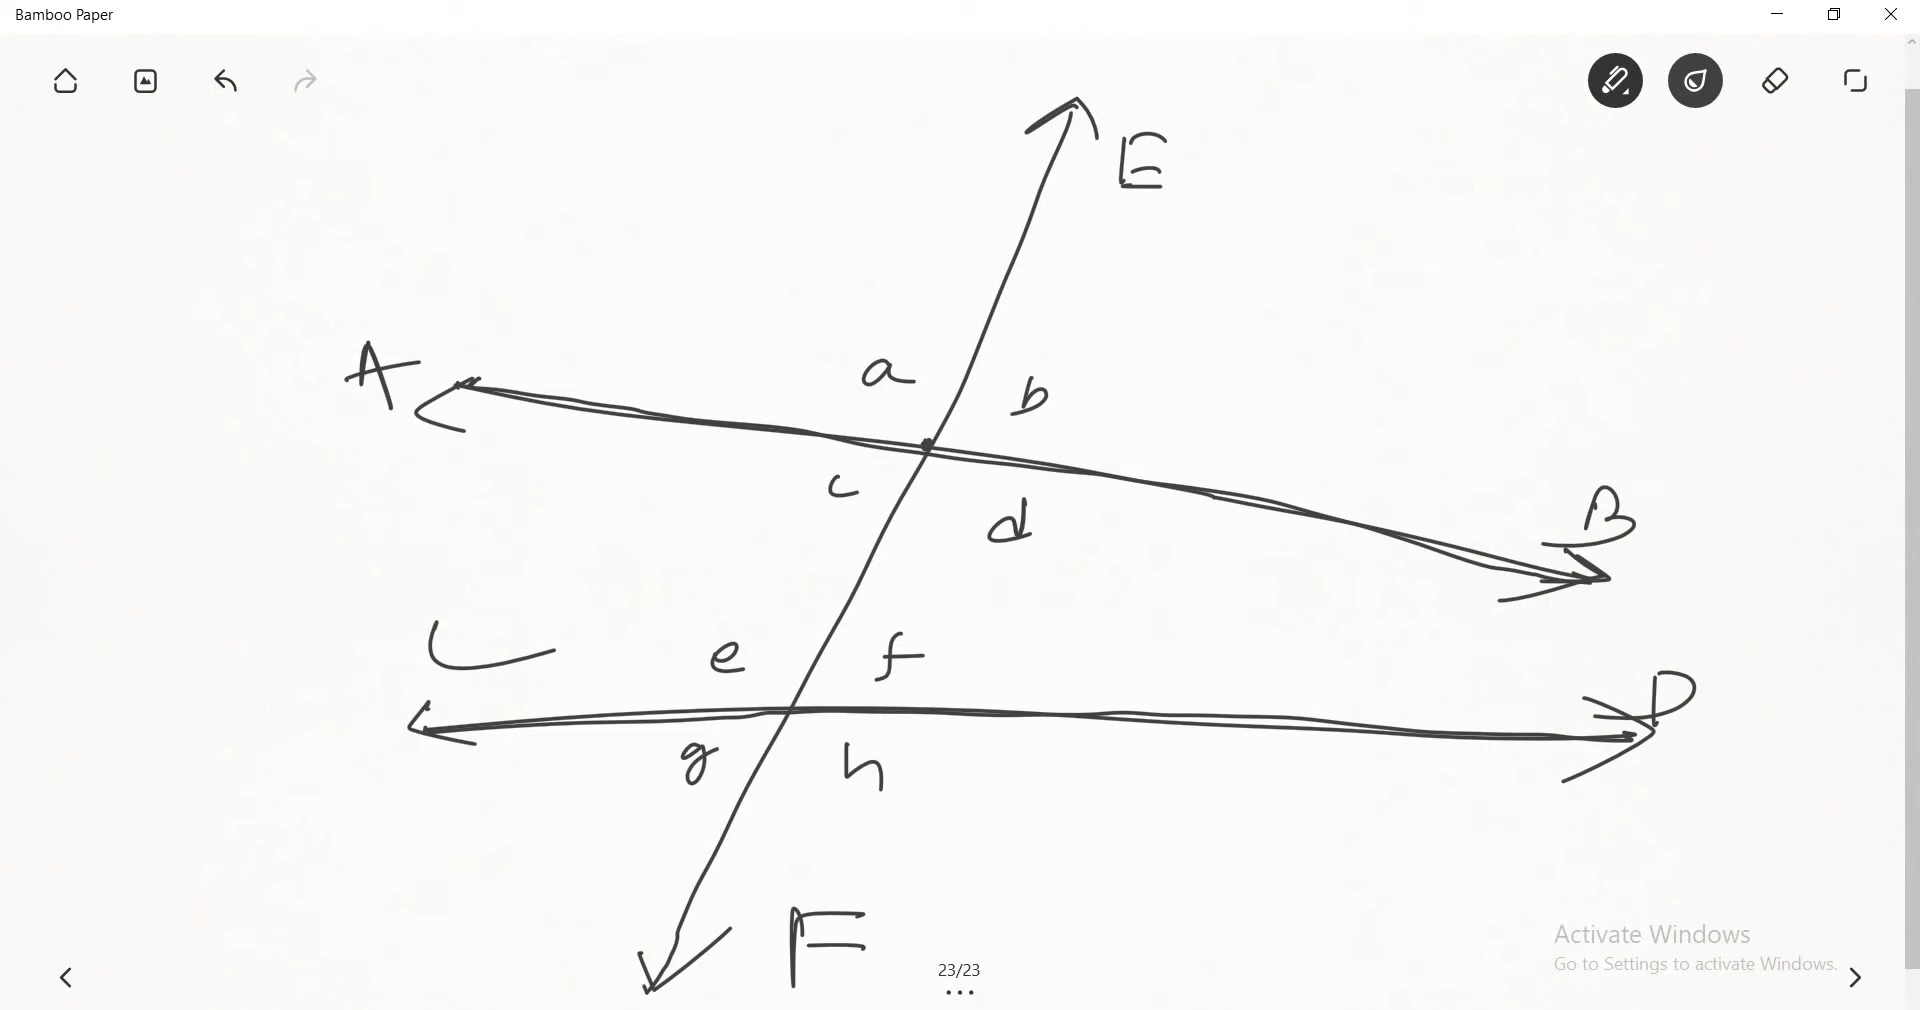 Bamboo Paper
E
A
a
b
c
d
B
C
e
f
D
g
h
F
23/23
Activate Windows
Go to Settings to activate Windows.